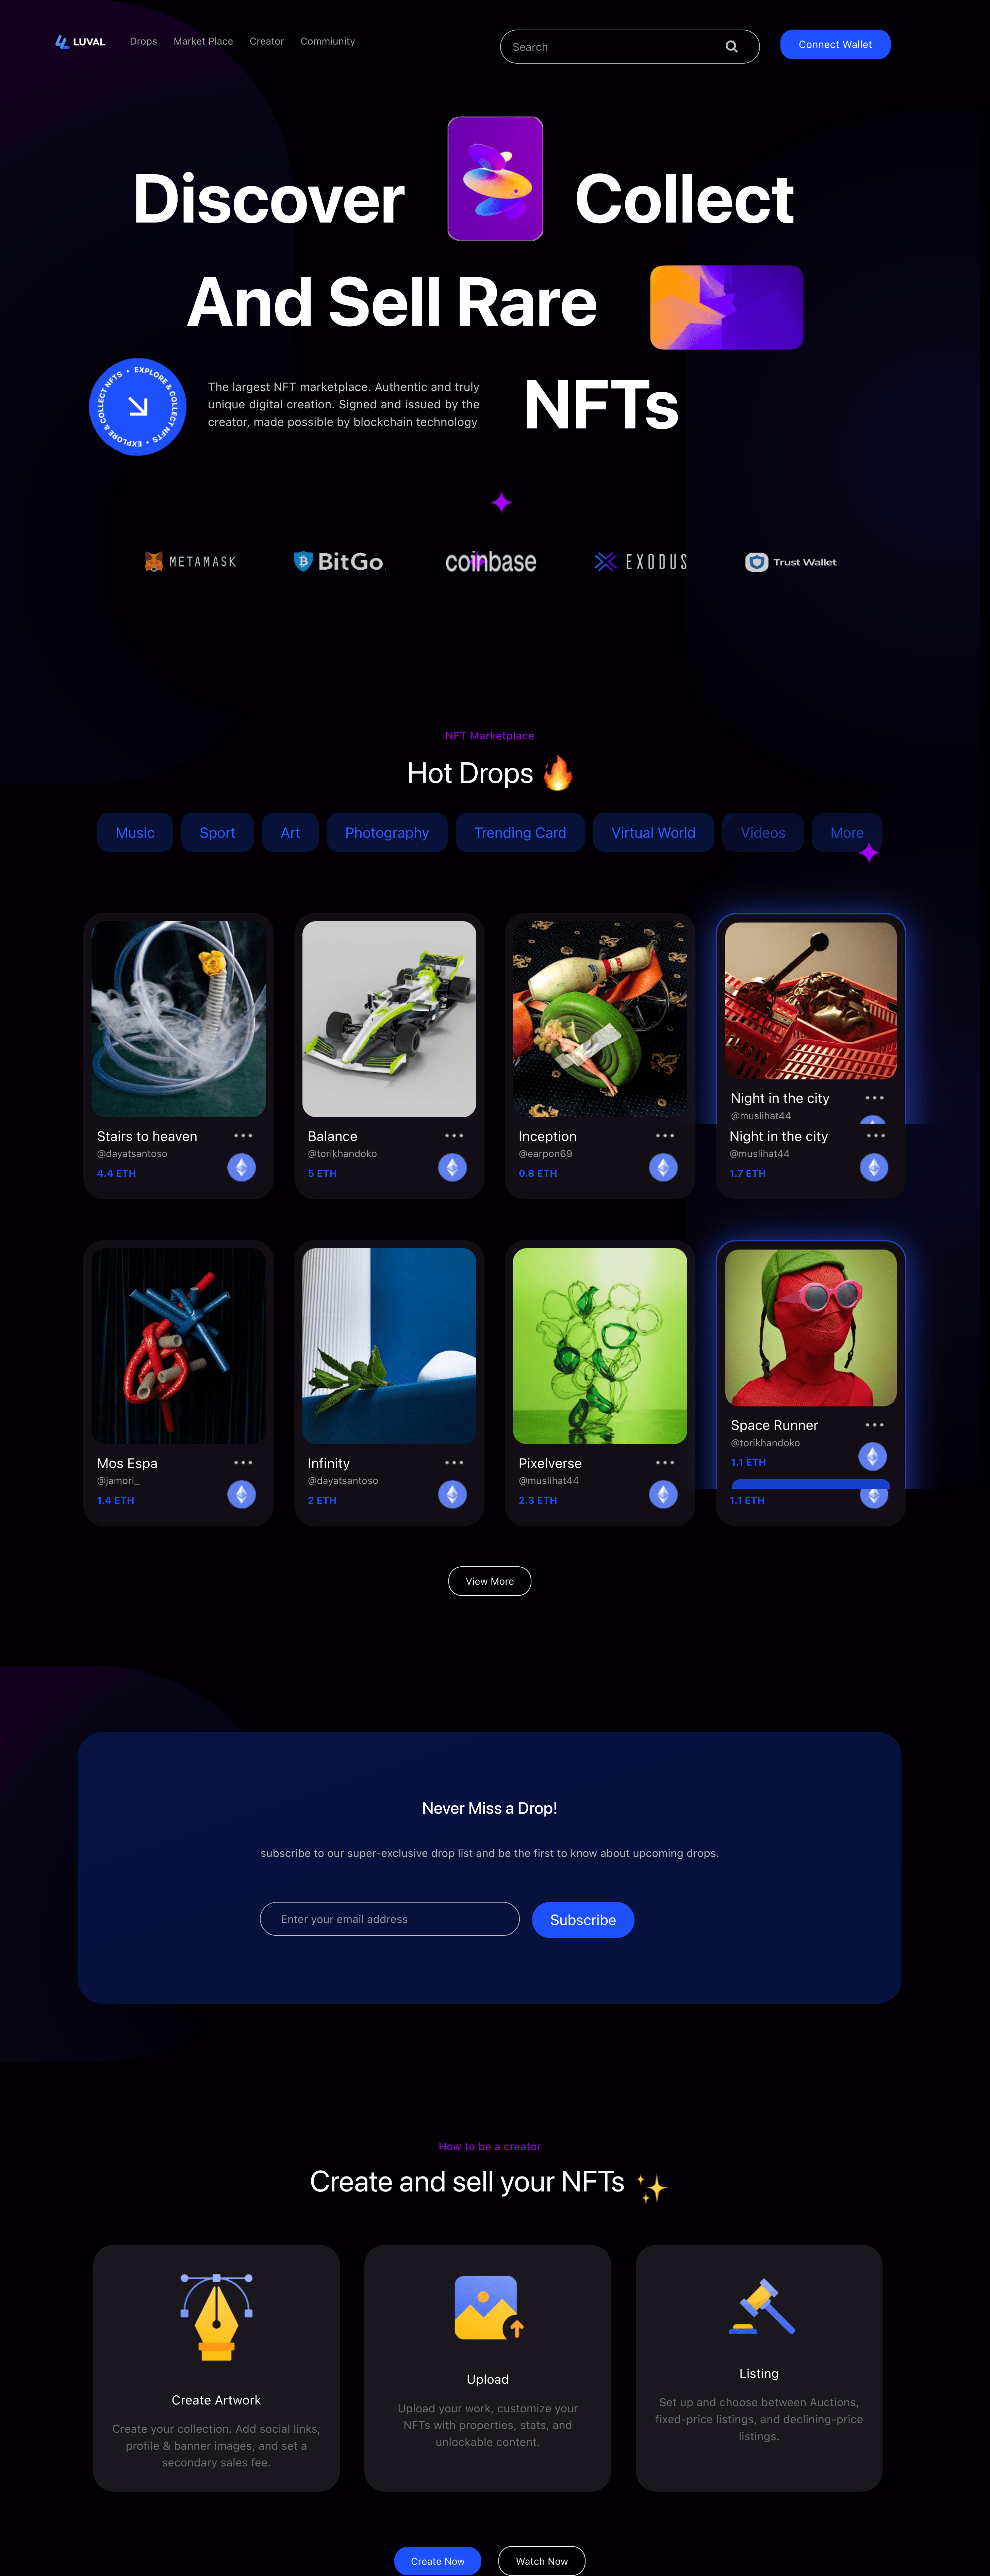 LUVAL
Drops
Market Place
Creator
Commiunity
Search
Connect Wallet
Discover
Collect
And Sell Rare
EXPLORE & COLLECT NFTS • EXPLORE & COLLECT NFTS •
The largest NFT marketplace. Authentic and truly
unique digital creation. Signed and issued by the
creator, made possible by blockchain technology
NFTs
METAMASK
BitGo
coinbase
EXODUS
Trust Wallet
NFT Marketplace
Hot Drops 🔥
Music
Sport
Art
Photography
Trending Card
Virtual World
Videos
More
Night in the city
@muslihat44
Stairs to heaven
@dayatsantoso
4.4 ETH
Balance
@torikhandoko
5 ETH
Inception
@earpon69
0.8 ETH
Night in the city
@muslihat44
1.7 ETH
Mos Espa
@jamori_
1.4 ETH
Infinity
@dayatsantoso
2 ETH
Pixelverse
@muslihat44
2.3 ETH
Space Runner
@torikhandoko
1.1 ETH
1.1 ETH
View More
Never Miss a Drop!
subscribe to our super-exclusive drop list and be the first to know about upcoming drops.
Enter your email address
Subscribe
How to be a creator
Create and sell your NFTs ✨
Create Artwork
Create your collection. Add social links,
profile & banner images, and set a
secondary sales fee.
Upload
Upload your work, customize your
NFTs with properties, stats, and
unlockable content.
Listing
Set up and choose between Auctions,
fixed-price listings, and declining-price
listings.
Create Now
Watch Now